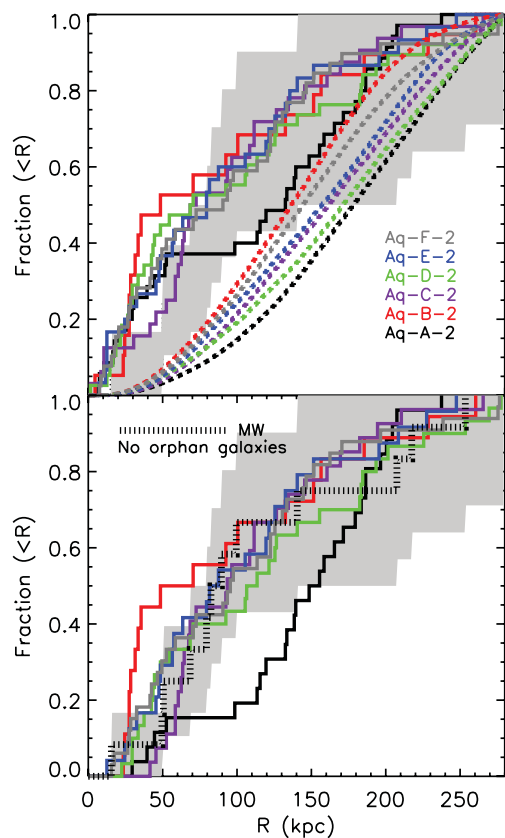 1.0
0.8
0.6
0.4
0.2
Fraction (<R)
Aq-F-2
Aq-E-2
Aq-D-2
Aq-C-2
Aq-B-2
Aq-A-2
1.0
0.8
0.6
0.4
0.2
0.0
Fraction (<R)
MW
No orphan galaxies
0 50 100 150 200 250
R (kpc)